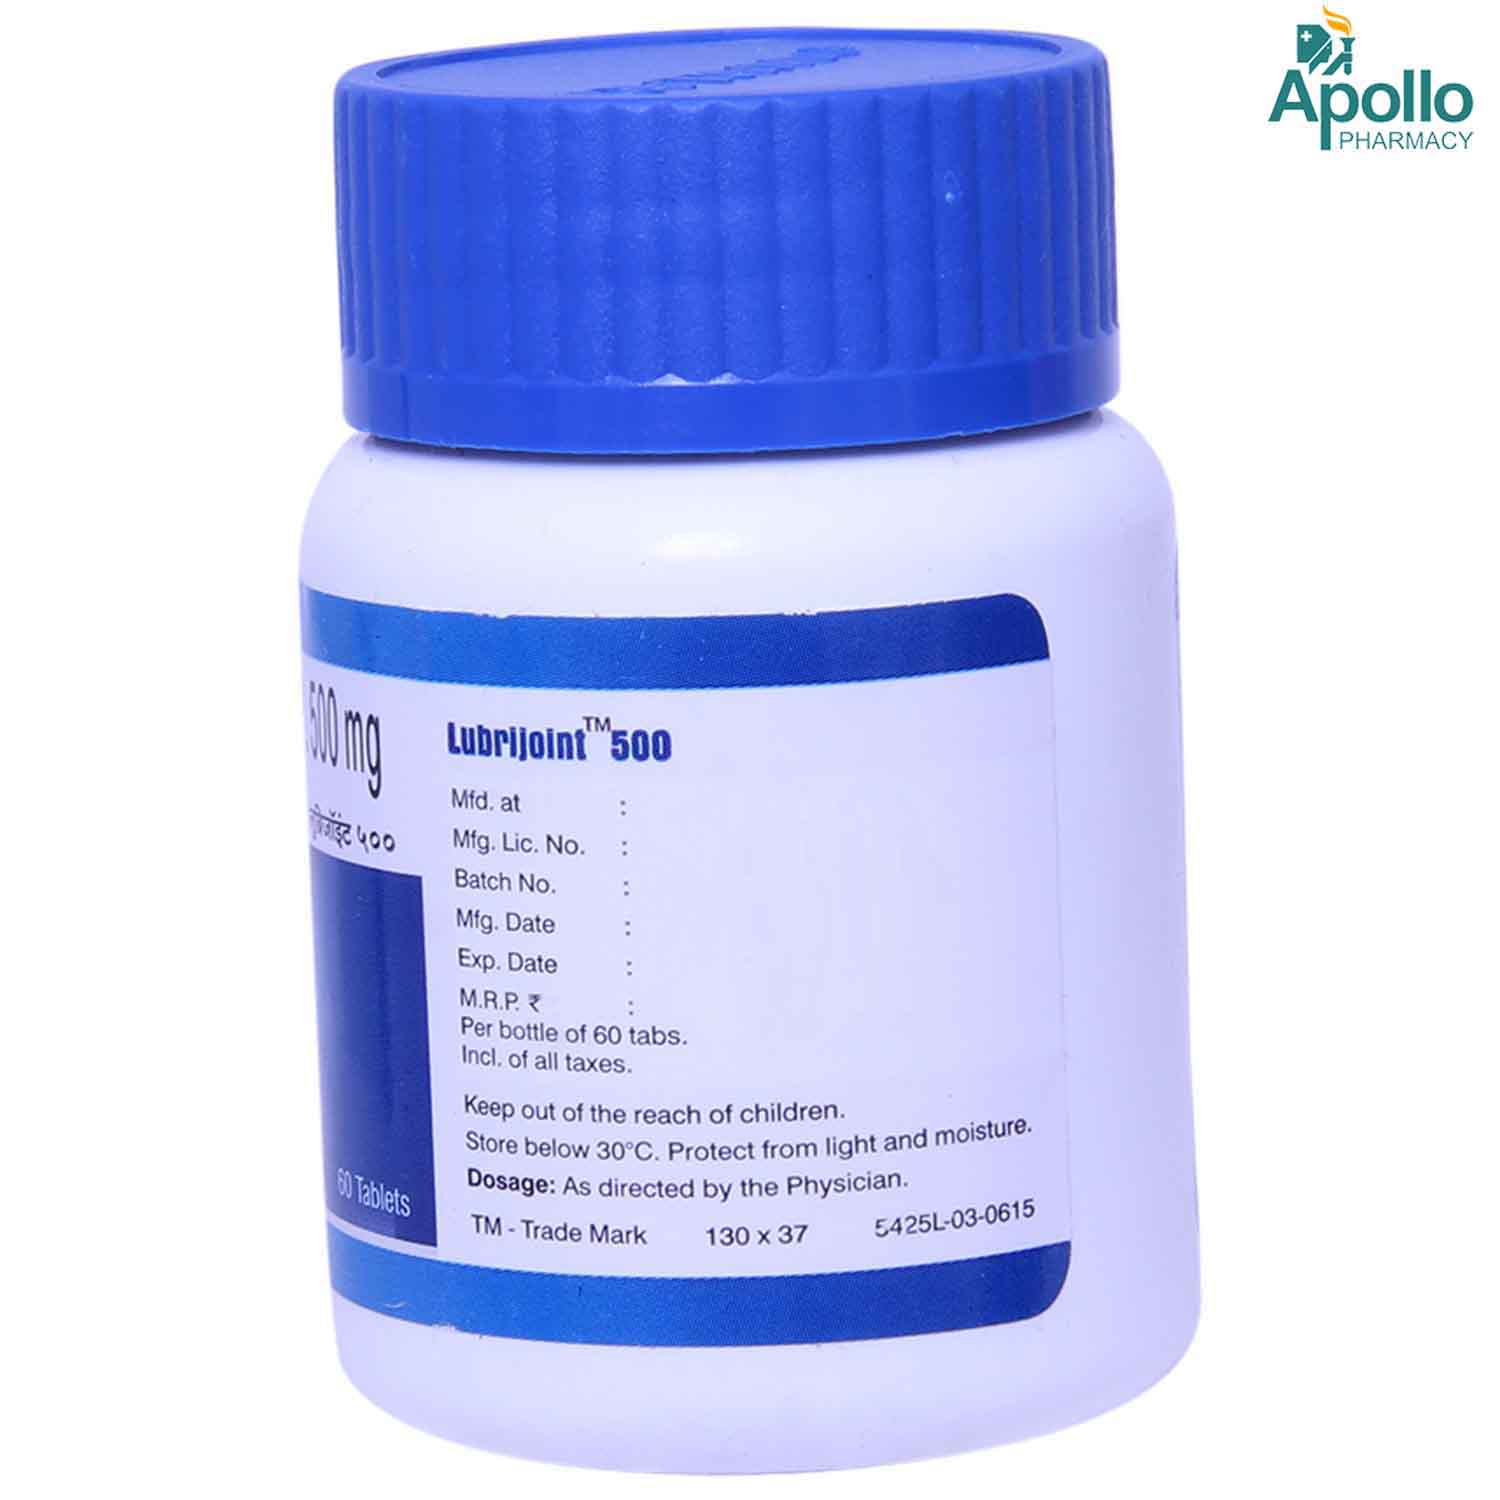 Apollo
PHARMACY
500 mg
५००
60 Tablets
Lubrijoint™500
Mfd. at :
Mfg. Lic. No. :
Batch No. :
Mfg. Date :
Exp. Date :
M.R.P. ₹ :
Per bottle of 60 tabs.
Incl. of all taxes.
Keep out of the reach of children.
Store below 30°C. Protect from light and moisture.
Dosage: As directed by the Physician.
TM - Trade Mark 130 x 37 5425L-03-0615